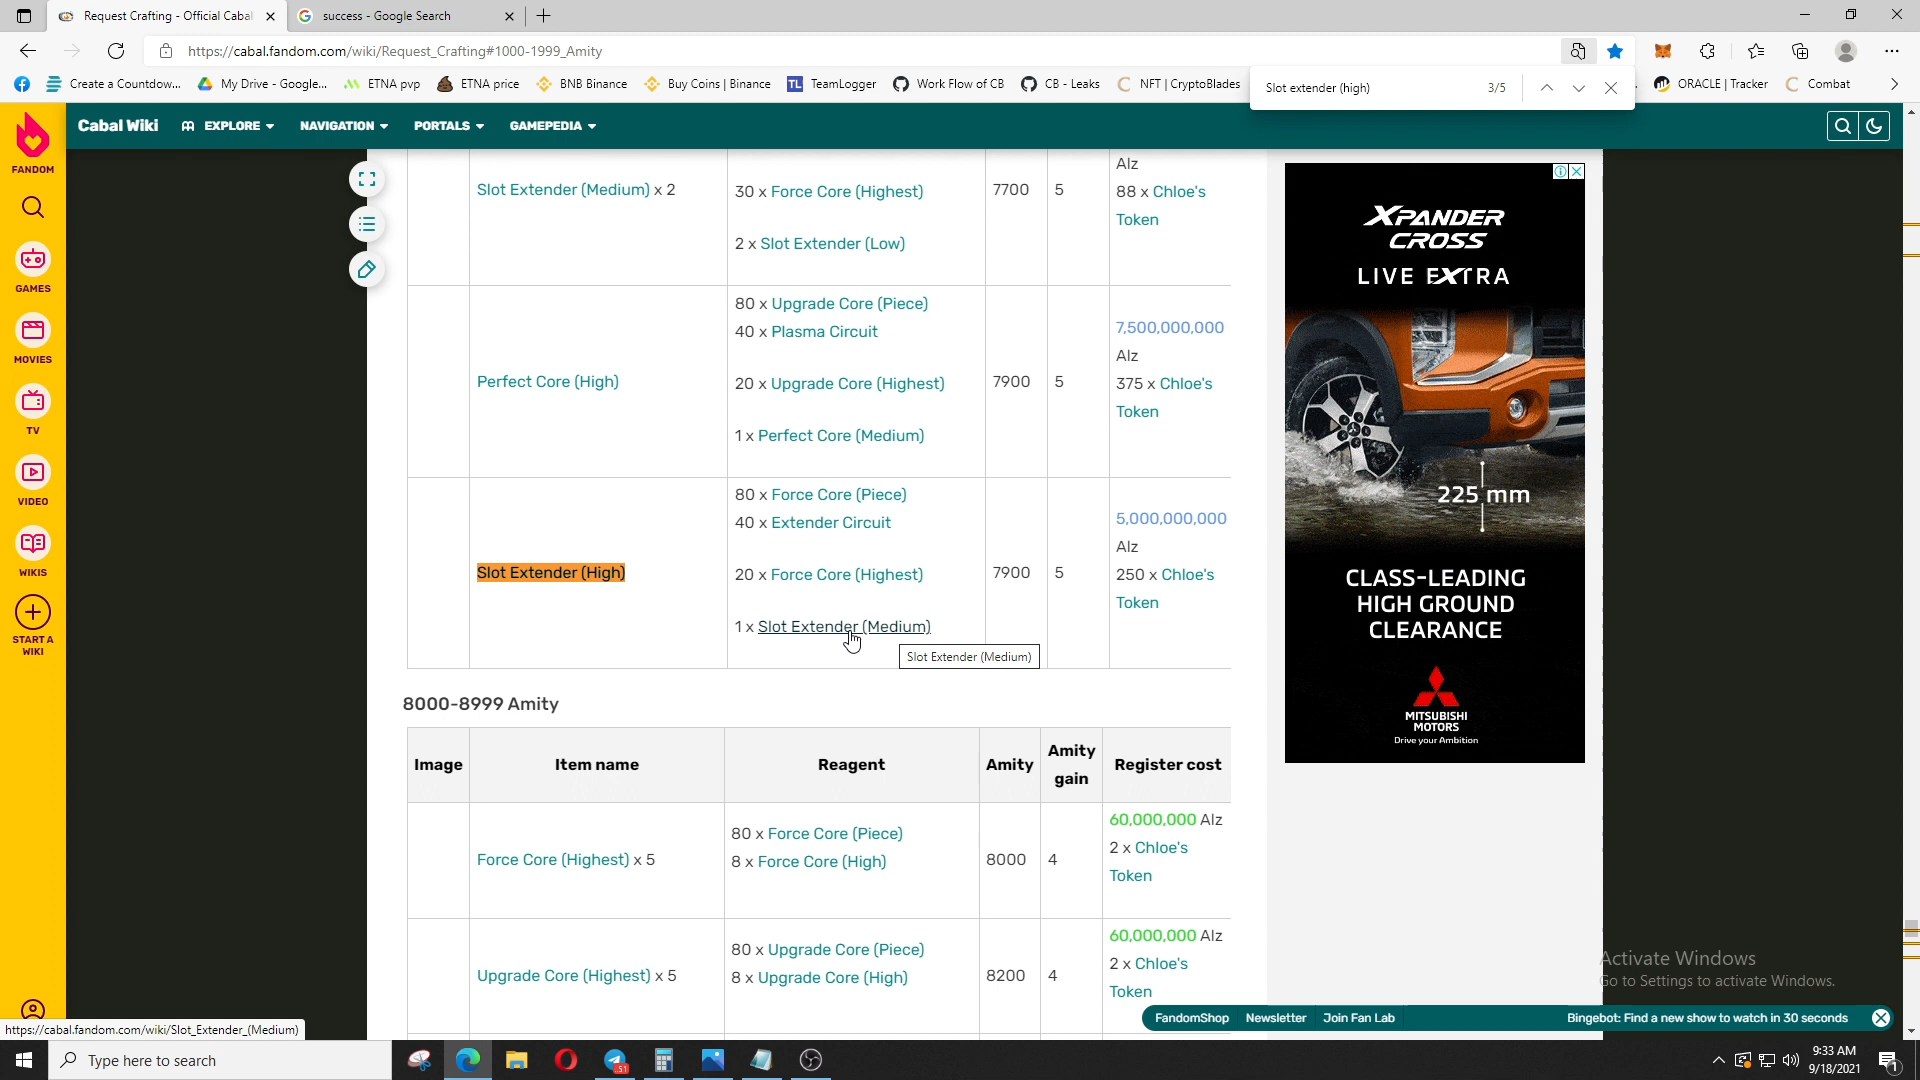 Request Crafting - Official Cabal
success - Google Search
https://cabal.fandom.com/wiki/Request_Crafting#1000-1999_Amity
Create a Countdow...
My Drive - Google...
ETNA pvp
ETNA price
BNB Binance
Buy Coins | Binance
TL
TeamLogger
Work Flow of CB
CB - Leaks
NFT | CryptoBlades
Slot extender (high)
3/5
ORACLE | Tracker
Combat
FANDOM
GAMES
MOVIES
TV
VIDEO
WIKIS
START A
WIKI
Cabal Wiki
EXPLORE
NAVIGATION
PORTALS
GAMEPEDIA
Slot Extender (Medium) x 2
30 x Force Core (Highest)
2 x Slot Extender (Low)
7700
5
Alz
88 x Chloe's
Token
Perfect Core (High)
80 x Upgrade Core (Piece)
40 x Plasma Circuit
20 x Upgrade Core (Highest)
1 x Perfect Core (Medium)
7900
5
7,500,000,000
Alz
375 x Chloe's
Token
Slot Extender (High)
80 x Force Core (Piece)
40 x Extender Circuit
20 x Force Core (Highest)
1 x Slot Extender (Medium)
7900
5
5,000,000,000
Alz
250 x Chloe's
Token
Slot Extender (Medium)
8000-8999 Amity
Image
Item name
Reagent
Amity
Amity
gain
Register cost
Force Core (Highest) x 5
80 x Force Core (Piece)
8 x Force Core (High)
8000
4
60,000,000 Alz
2 x Chloe's
Token
Upgrade Core (Highest) x 5
80 x Upgrade Core (Piece)
8 x Upgrade Core (High)
8200
4
60,000,000 Alz
2 x Chloe's
Token
XPANDER
CROSS
LIVE EXTRA
225 mm
CLASS-LEADING
HIGH GROUND
CLEARANCE
MITSUBISHI
MOTORS
Drive your Ambition
Activate Windows
Go to Settings to activate Windows.
FandomShop
Newsletter
Join Fan Lab
Bingebot: Find a new show to watch in 30 seconds
https://cabal.fandom.com/wiki/Slot_Extender_(Medium)
Type here to search
51
9:33 AM
9/18/2021
1